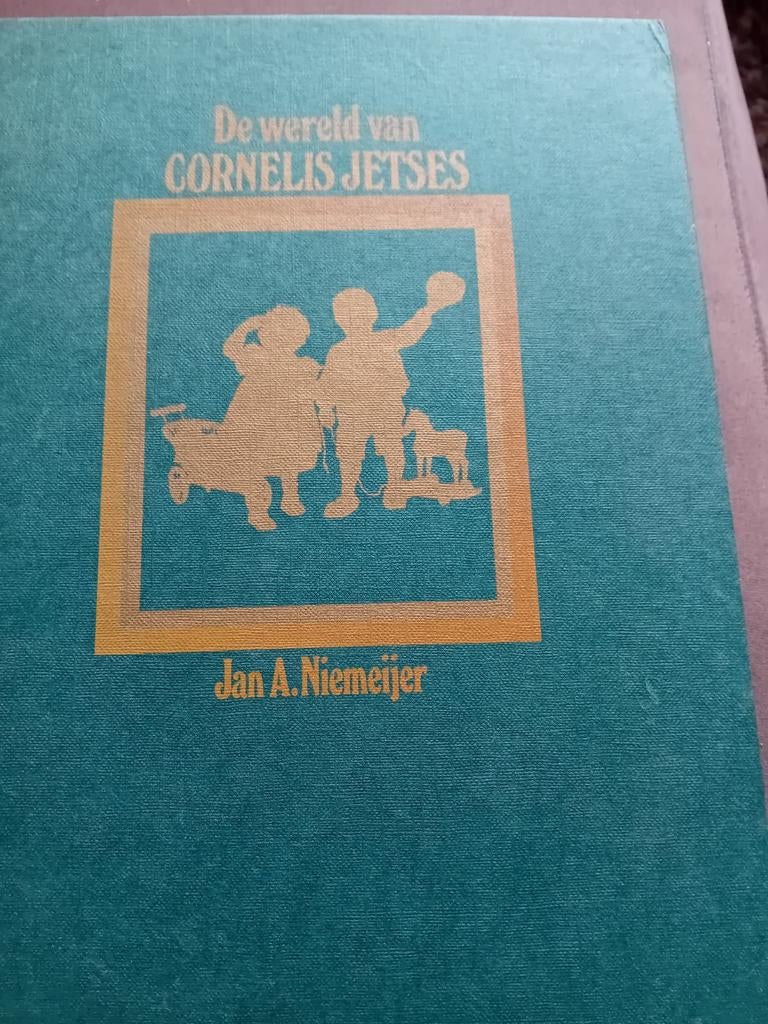 De wereld van
CORNELIS JETSES
Jan A. Niemeijer